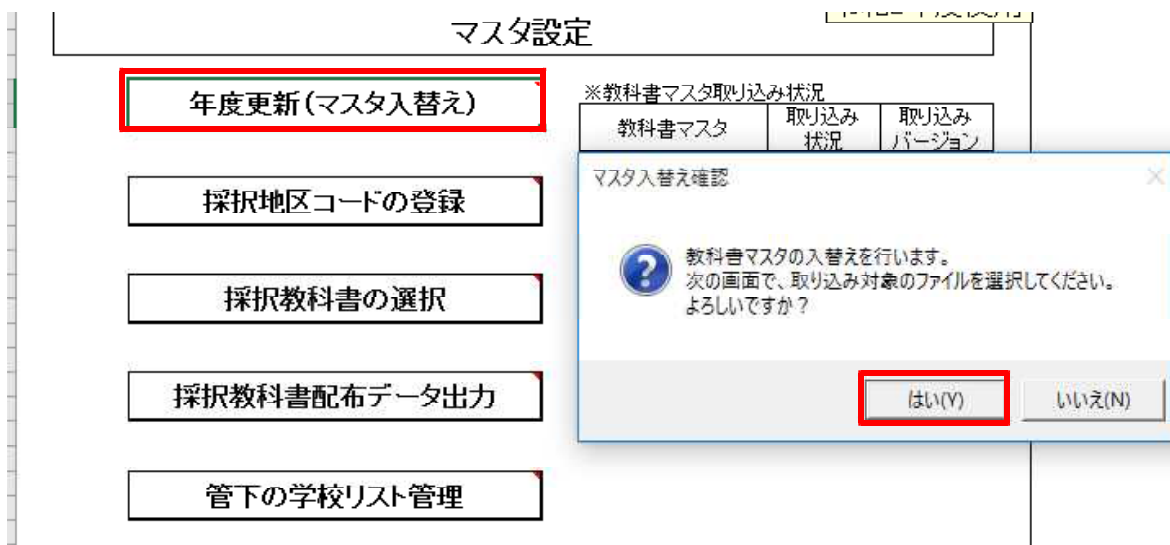 マスタ設定
年度更新(マスタ入替え)
※教科書マスタ取り込み状況
教科書マスタ
取り込み
状況
取り込み
バージョン
マスタ入替え確認
教科書マスタの入替えを行います。
次の画面で、取り込み対象のファイルを選択してください。
よろしいですか?
はい(Y)
いいえ(N)
採択地区コードの登録
採択教科書の選択
採択教科書配布データ出力
管下の学校リスト管理